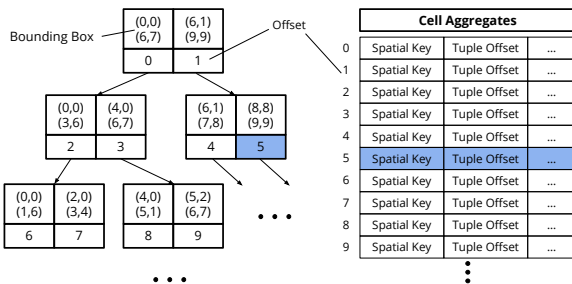 Bounding Box
(0,0) (6,1)
(6,7) (9,9)
0 1
Offset
(0,0) (4,0)
(3,6) (6,7)
2 3
(6,1) (8,8)
(7,8) (9,9)
4 5
(0,0) (2,0)
(1,6) (3,4)
6 7
(4,0) (5,2)
(5,1) (6,7)
8 9
Cell Aggregates
0 Spatial Key Tuple Offset ...
1 Spatial Key Tuple Offset ...
2 Spatial Key Tuple Offset ...
3 Spatial Key Tuple Offset ...
4 Spatial Key Tuple Offset ...
5 Spatial Key Tuple Offset ...
6 Spatial Key Tuple Offset ...
7 Spatial Key Tuple Offset ...
8 Spatial Key Tuple Offset ...
9 Spatial Key Tuple Offset ...